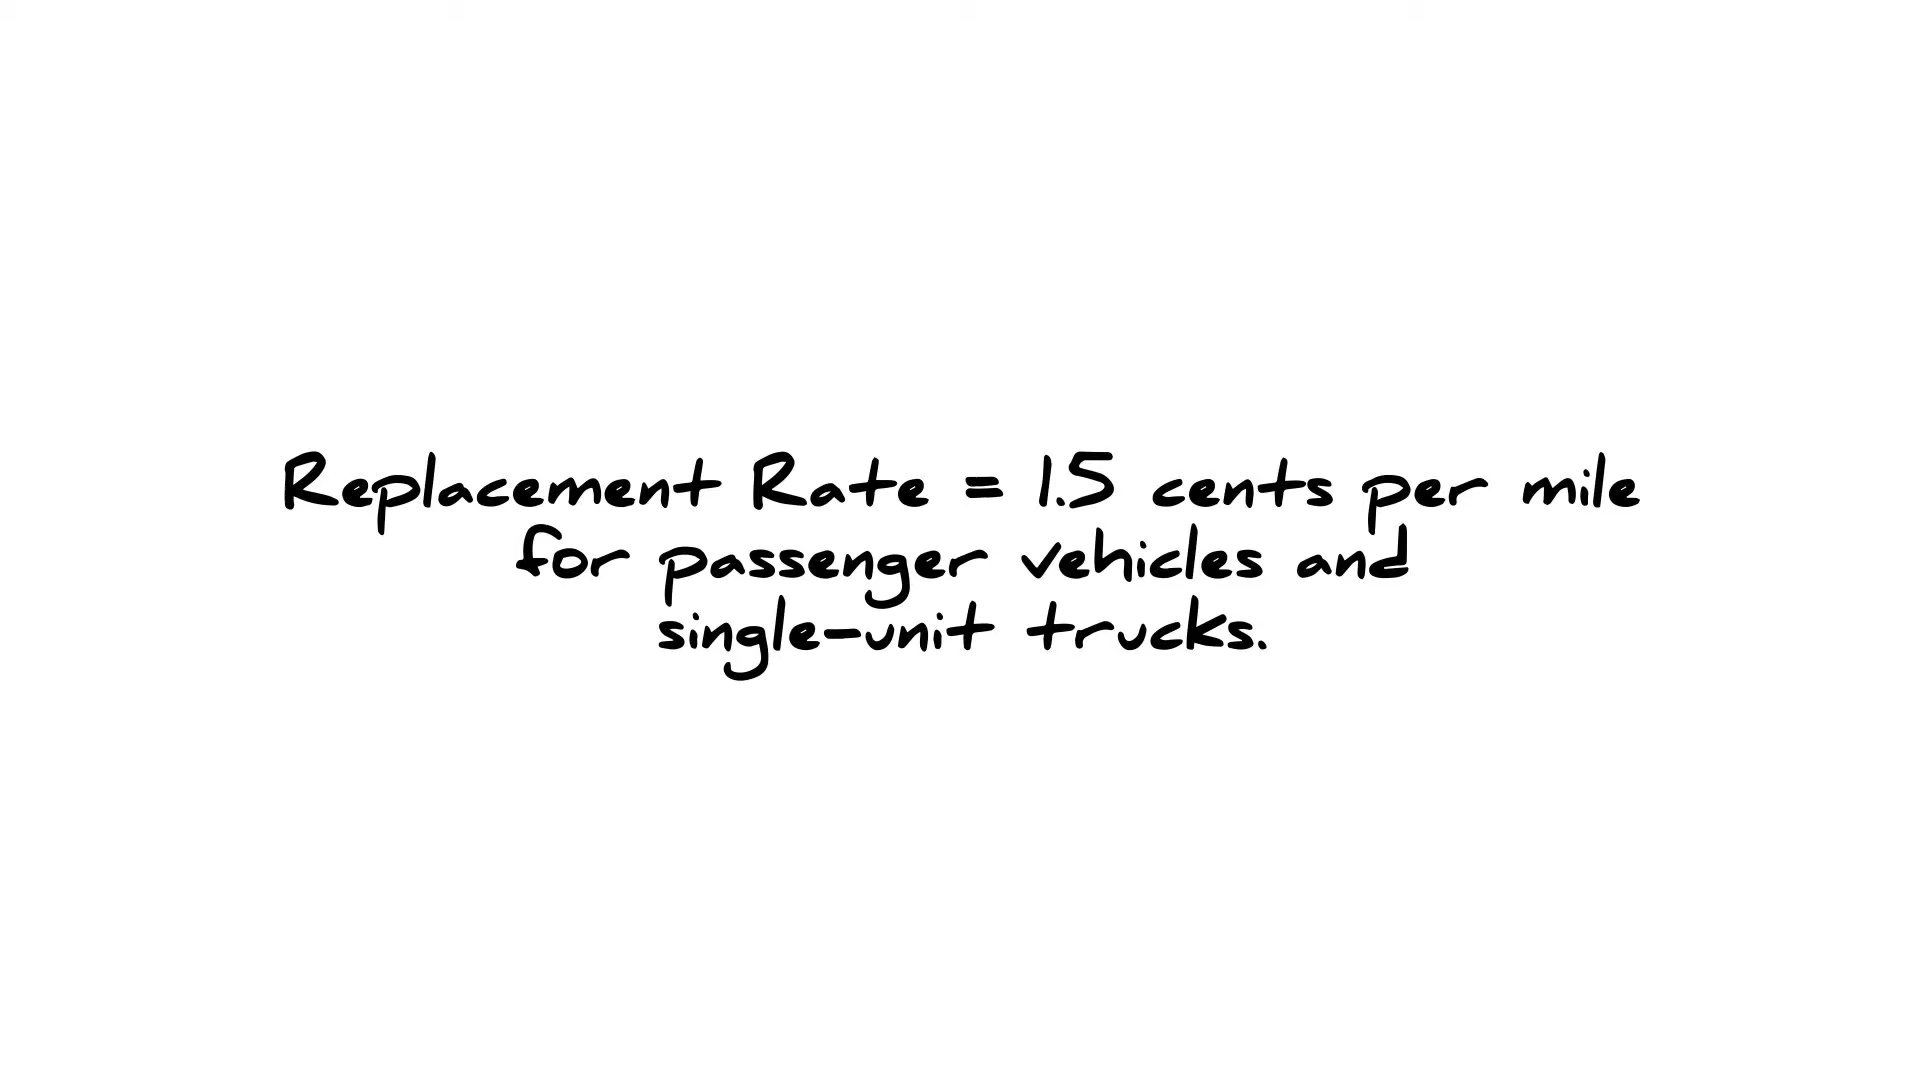 Replacement Rate = 1.5 cents per mile
for passenger vehicles and
single-unit trucks.